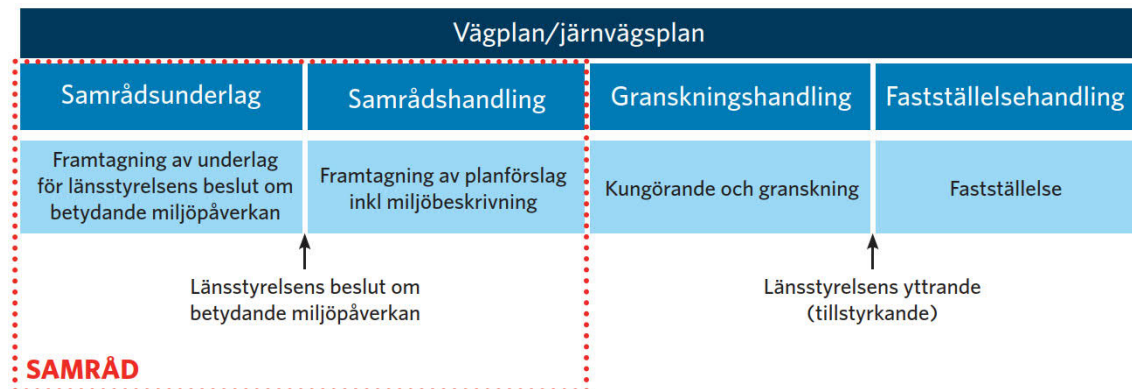 Vägplan/järnvägsplan
Samrådsunderlag
Samrådshandling
Granskningshandling
Fastställelsehandling
Framtagning av underlag
för länsstyrelsens beslut om
betydande miljöpåverkan
Framtagning av planförslag
inkl miljöbeskrivning
Kungörande och granskning
Fastställelse
Länsstyrelsens beslut om
betydande miljöpåverkan
Länsstyrelsens yttrande
(tillstyrkande)
SAMRÅD